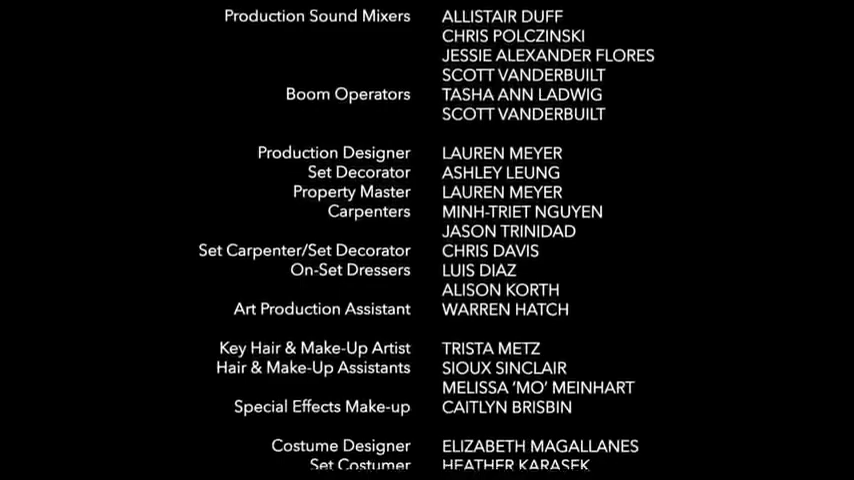 Production Sound Mixers ALLISTAIR DUFF
CHRIS POLCZINSKI
JESSIE ALEXANDER FLORES
SCOTT VANDERBUILT
Boom Operators TASHA ANN LADWIG
SCOTT VANDERBUILT
Production Designer LAUREN MEYER
Set Decorator ASHLEY LEUNG
Property Master LAUREN MEYER
Carpenters MINH-TRIET NGUYEN
JASON TRINIDAD
Set Carpenter/Set Decorator CHRIS DAVIS
On-Set Dressers LUIS DIAZ
ALISON KORTH
Art Production Assistant WARREN HATCH
Key Hair & Make-Up Artist TRISTA METZ
Hair & Make-Up Assistants SIOUX SINCLAIR
MELISSA ‘MO’ MEINHART
Special Effects Make-up CAITLYN BRISBIN
Costume Designer ELIZABETH MAGALLANES
Set Costumer HEATHER KARASEK